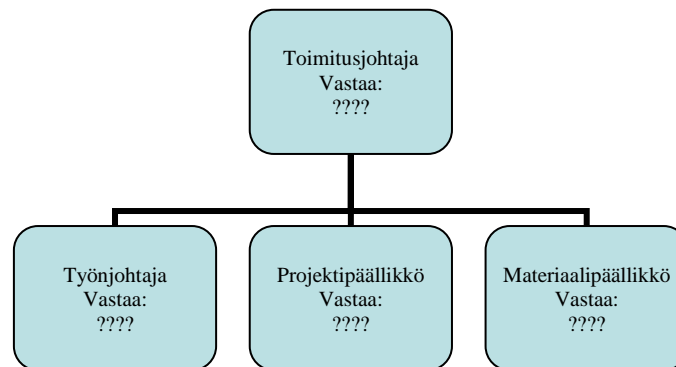 Toimitusjohtaja
Vastaa:
????
Työnjohtaja
Vastaa:
????
Projektipäällikkö
Vastaa:
????
Materiaalipäällikkö
Vastaa:
????